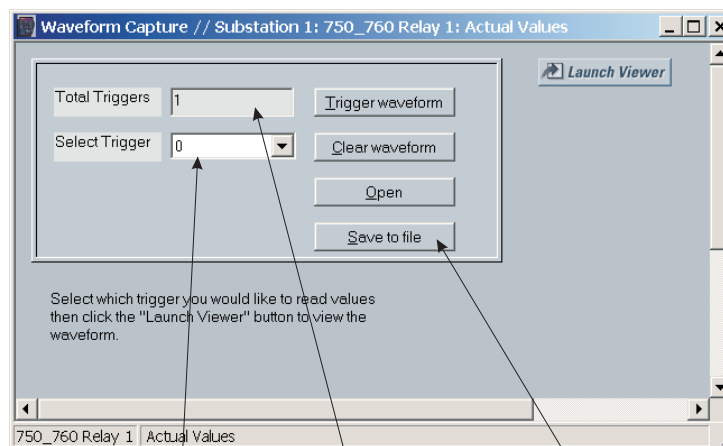 Waveform Capture // Substation 1: 750_760 Relay 1: Actual Values
Launch Viewer
Total Triggers 1 Trigger waveform
Select Trigger 0 Clear waveform
Open
Save to file
Select which trigger you would like to read values
then click the "Launch Viewer" button to view the
waveform.
750_760 Relay 1 Actual Values